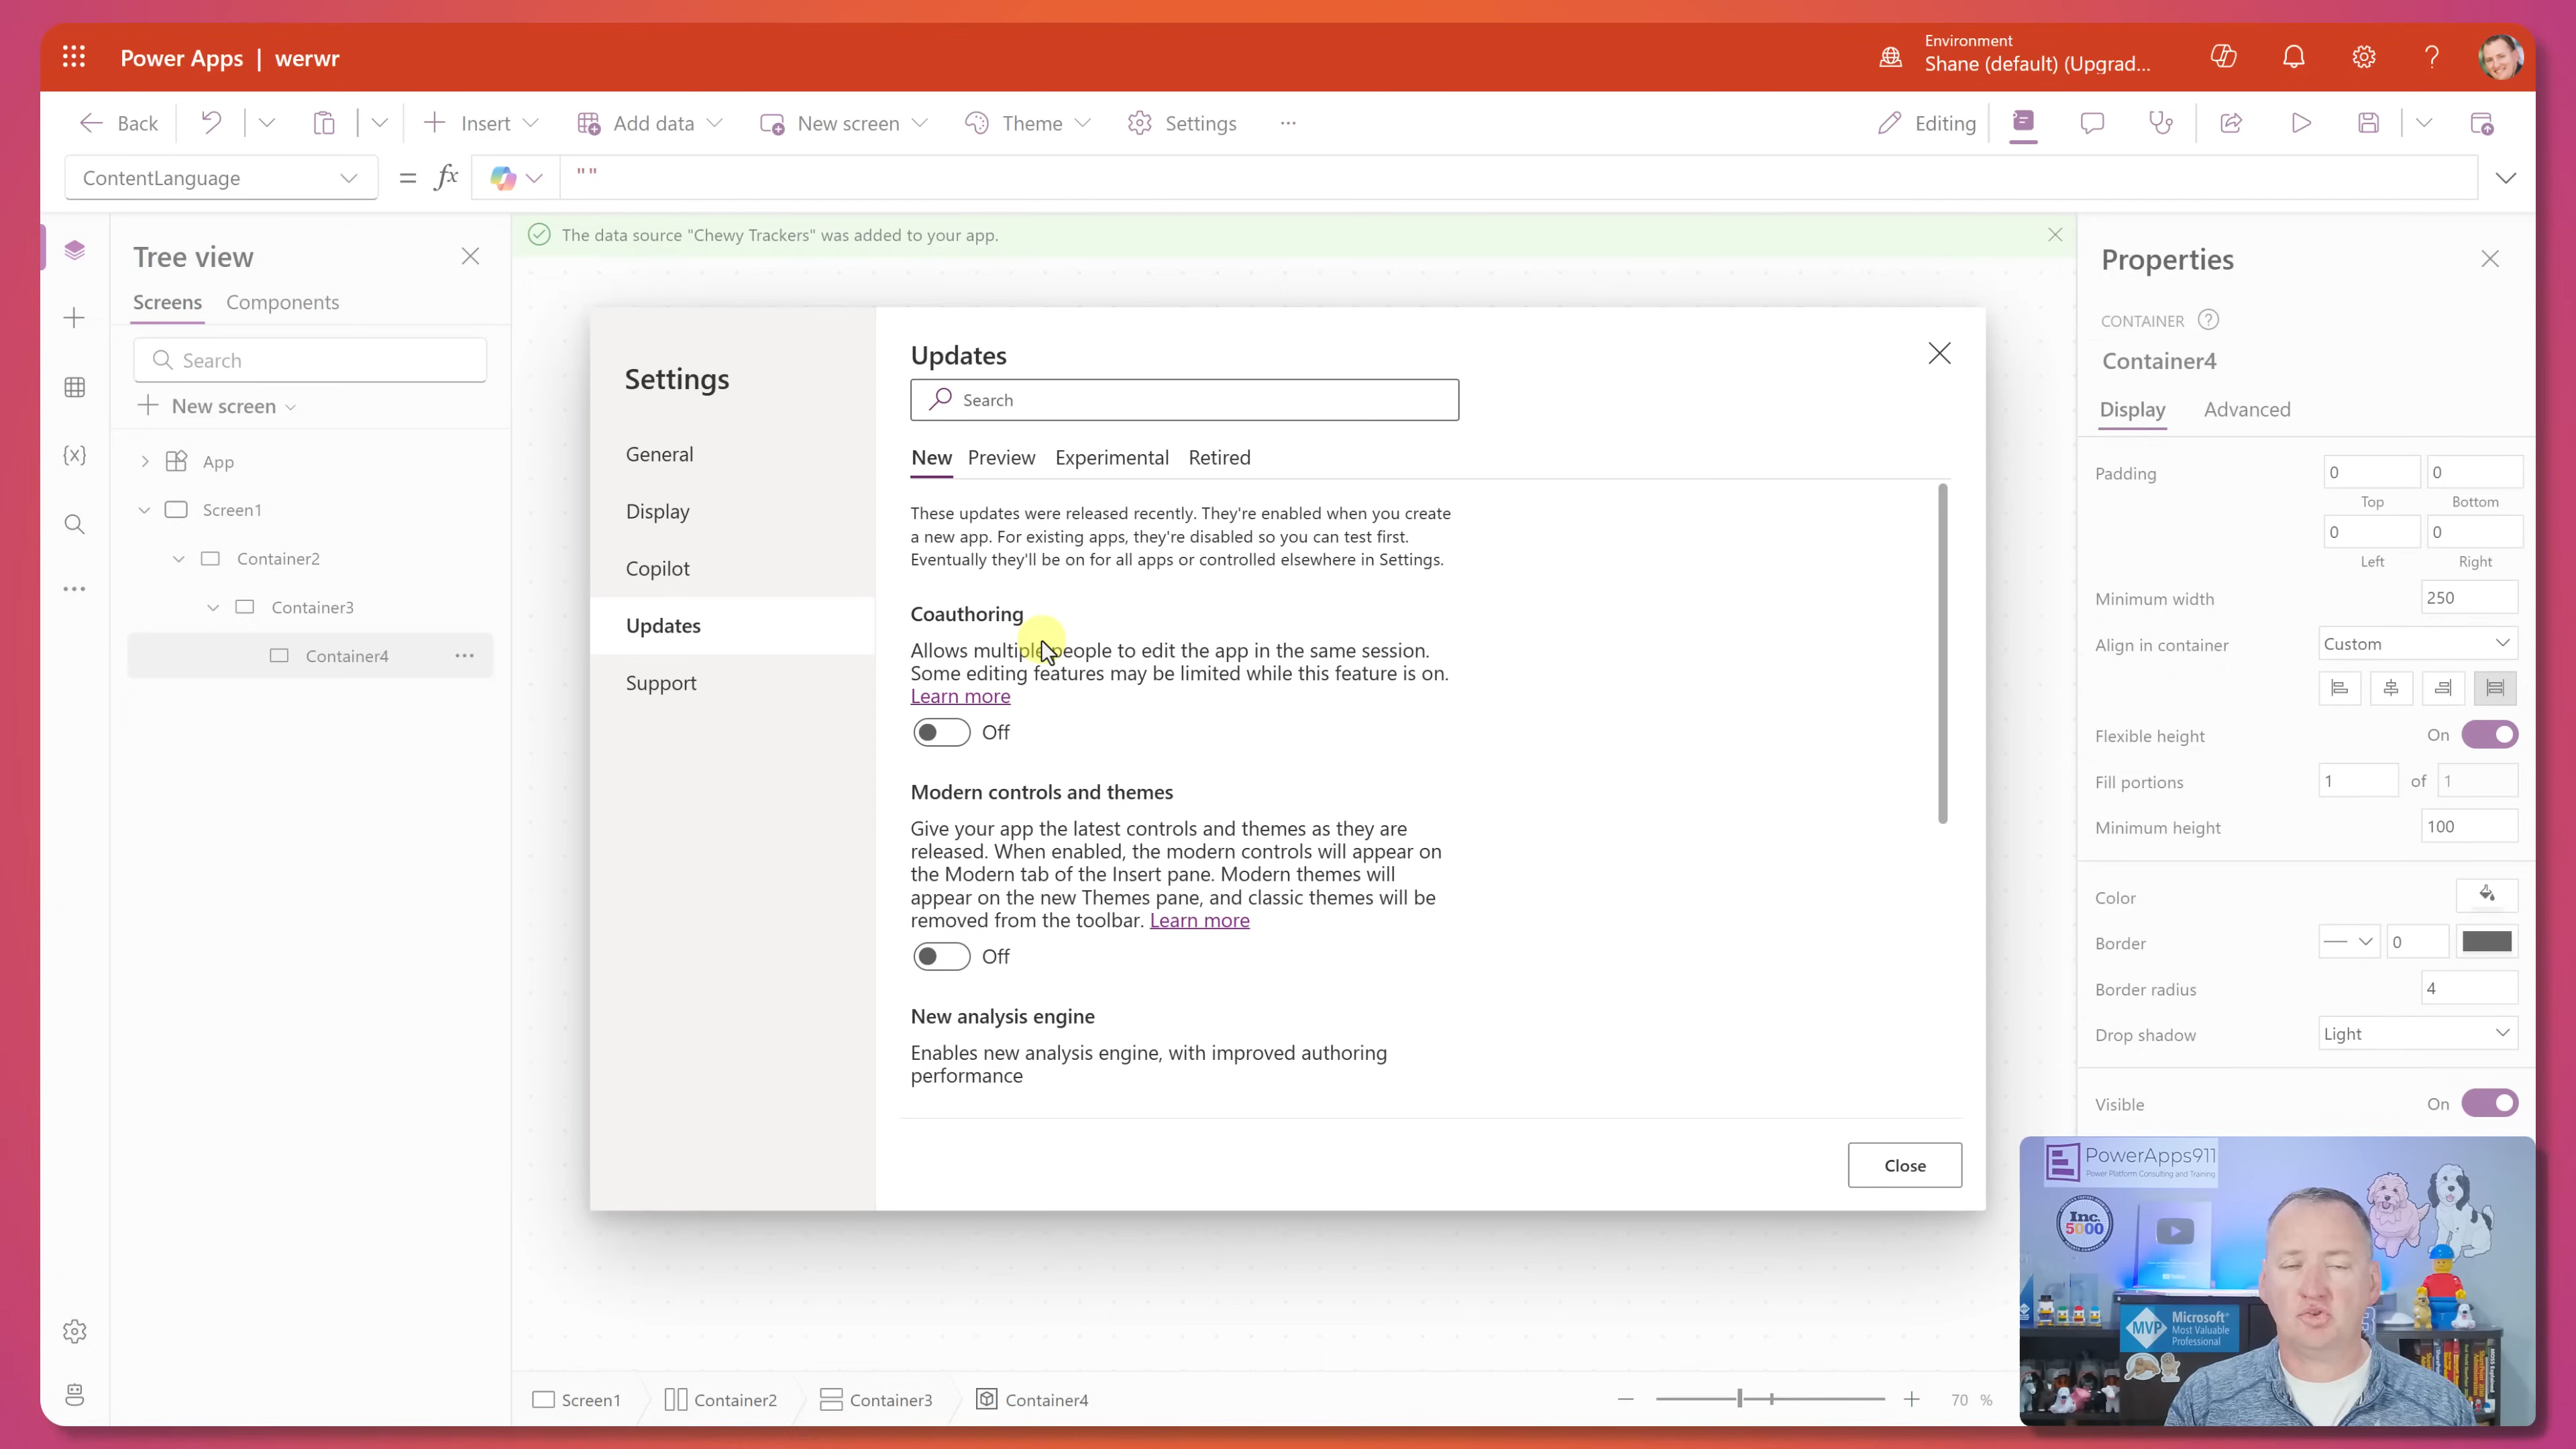 Power Apps | werwr
Environment
Shane (default) (Upgrad...
Back
Insert
Add data
New screen
Theme
Settings
...
Editing
ContentLanguage
= fx
""
Tree view
Screens
Components
Search
New screen
App
Screen1
Container2
Container3
Container4
...
The data source "Chewy Trackers" was added to your app.
Settings
General
Display
Copilot
Updates
Support
Updates
Search
New
Preview
Experimental
Retired
These updates were released recently. They're enabled when you create
a new app. For existing apps, they're disabled so you can test first.
Eventually they'll be on for all apps or controlled elsewhere in Settings.
Coauthoring
Allows multiple people to edit the app in the same session.
Some editing features may be limited while this feature is on.
Learn more
Off
Modern controls and themes
Give your app the latest controls and themes as they are
released. When enabled, the modern controls will appear on
the Modern tab of the Insert pane. Modern themes will
appear on the new Themes pane, and classic themes will be
removed from the toolbar. Learn more
Off
New analysis engine
Enables new analysis engine, with improved authoring
performance
Close
Properties
CONTAINER
Container4
Display
Advanced
Padding
0 0
Top Bottom
0 0
Left Right
Minimum width 250
Align in container Custom
Flexible height On
Fill portions 1 of 1
Minimum height 100
Color
Border 0
Border radius 4
Drop shadow Light
Visible On
Screen1
Container2
Container3
Container4
70 %
PowerApps911
Power Platform Consulting and Training
Inc.
5000
MVP
Microsoft
Most Valuable
Professional